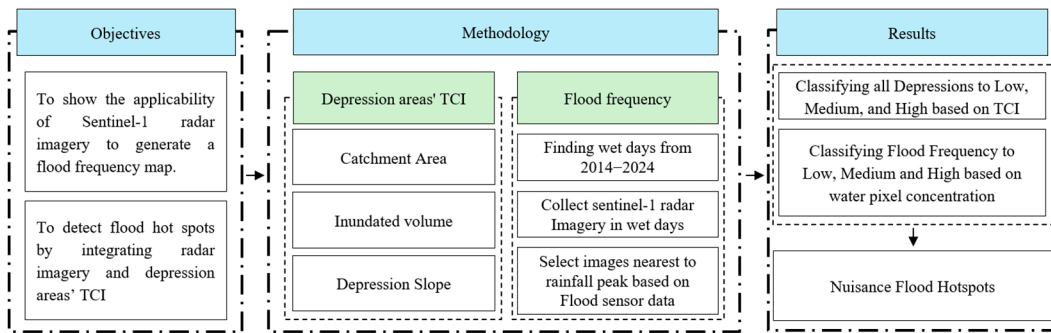 Objectives
To show the applicability
of Sentinel-1 radar
imagery to generate a
flood frequency map.
To detect flood hot spots
by integrating radar
imagery and depression
areas' TCI
Methodology
Depression areas' TCI
Catchment Area
Inundated volume
Depression Slope
Flood frequency
Finding wet days from
2014−2024
Collect sentinel-1 radar
Imagery in wet days
Select images nearest to
rainfall peak based on
Flood sensor data
Results
Classifying all Depressions to Low,
Medium, and High based on TCI
Classifying Flood Frequency to
Low, Medium and High based on
water pixel concentration
Nuisance Flood Hotspots